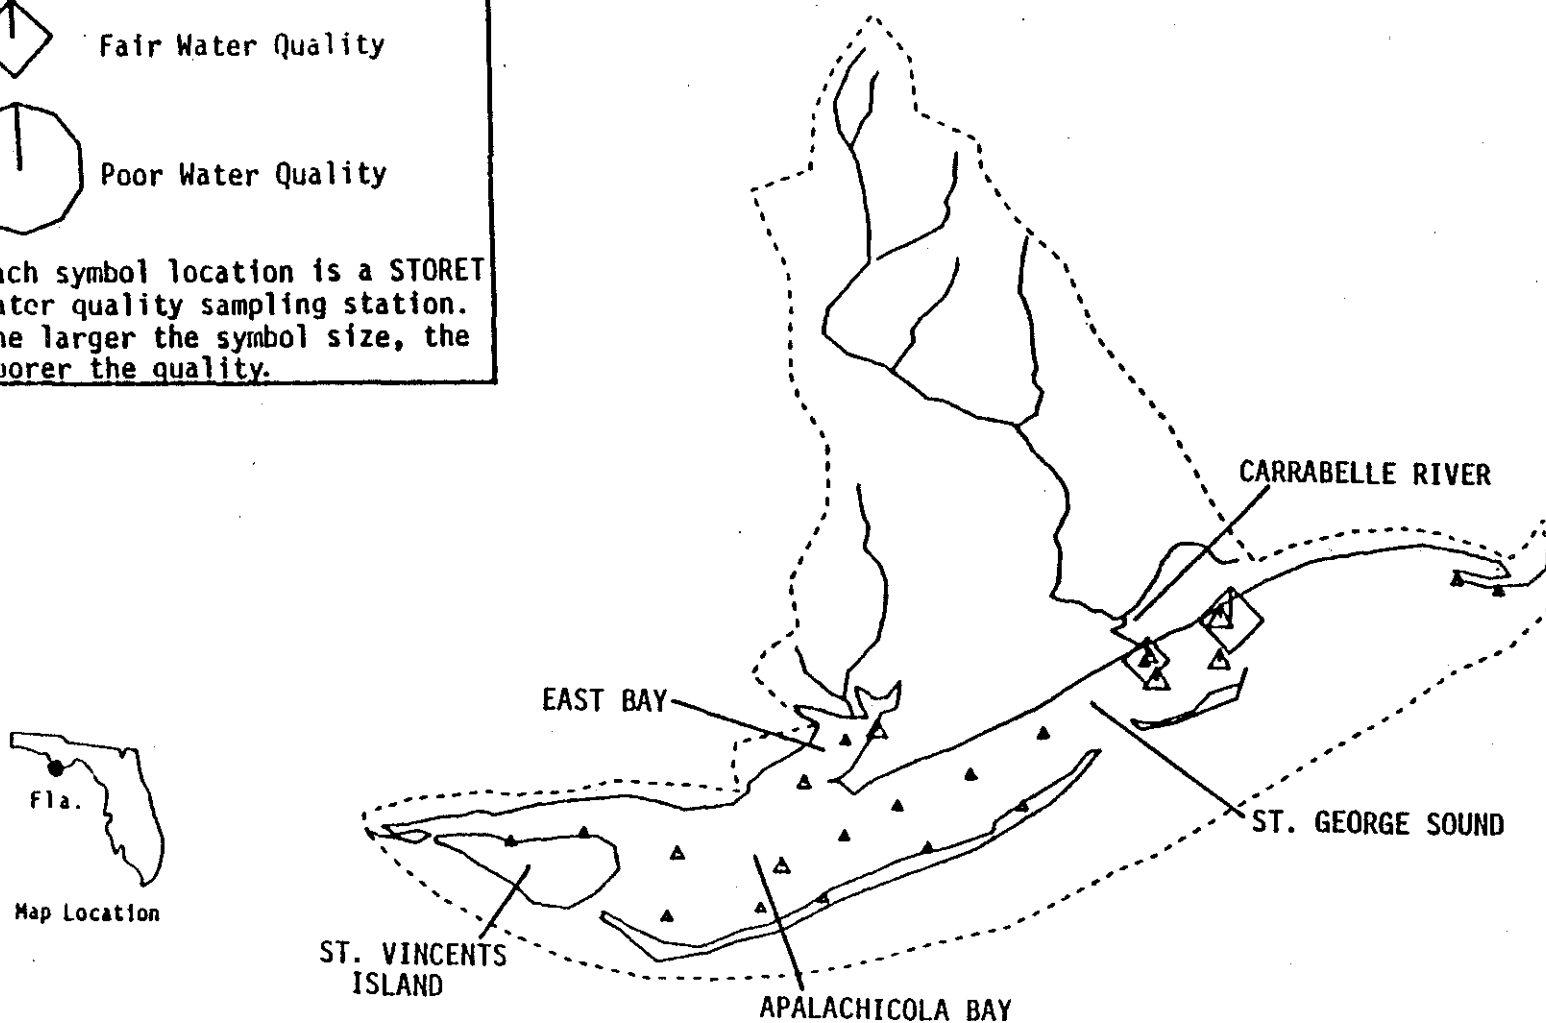 Fair Water Quality
Poor Water Quality
ach symbol location is a STORET
ater quality sampling station.
he larger the symbol size, the
oorer the quality.
CARRABELLE RIVER
EAST BAY
Fla.
ST. GEORGE SOUND
Map Location
ST. VINCENTS
ISLAND
APALACHICOLA BAY